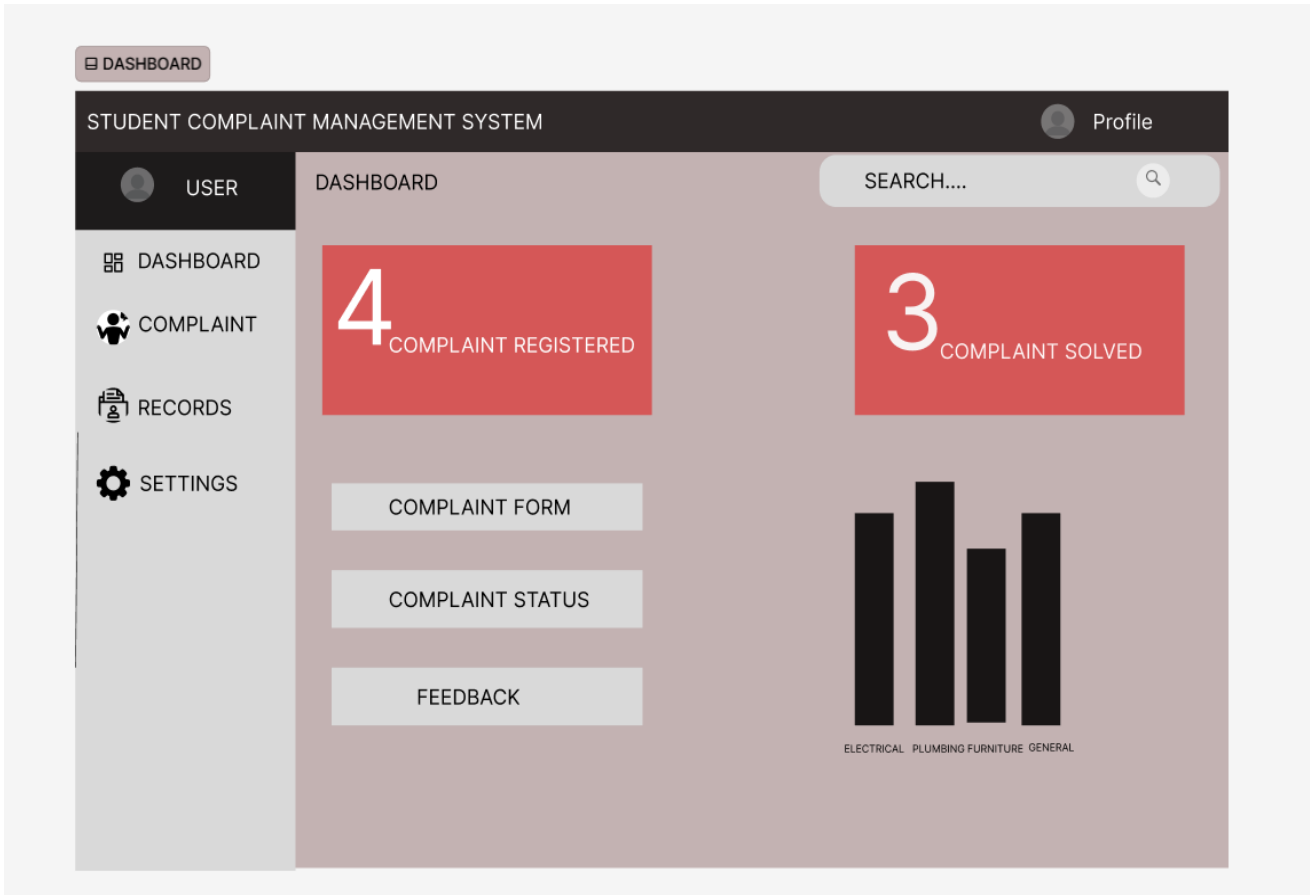 DASHBOARD
STUDENT COMPLAINT MANAGEMENT SYSTEM
Profile
USER
DASHBOARD
SEARCH....
DASHBOARD
COMPLAINT
RECORDS
SETTINGS
4
COMPLAINT REGISTERED
3
COMPLAINT SOLVED
COMPLAINT FORM
COMPLAINT STATUS
FEEDBACK
ELECTRICAL PLUMBING FURNITURE GENERAL